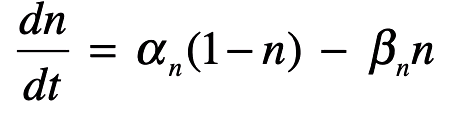 dn/dt = αₙ(1−n) − βₙn